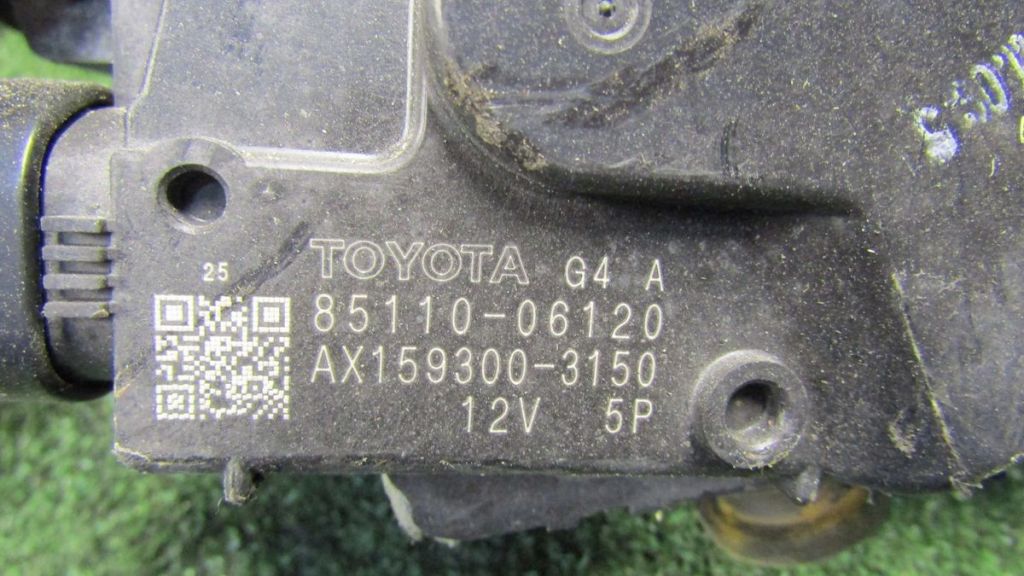 25
TOYOTA G4 A
85110-06120
AX159300-3150
12V 5P